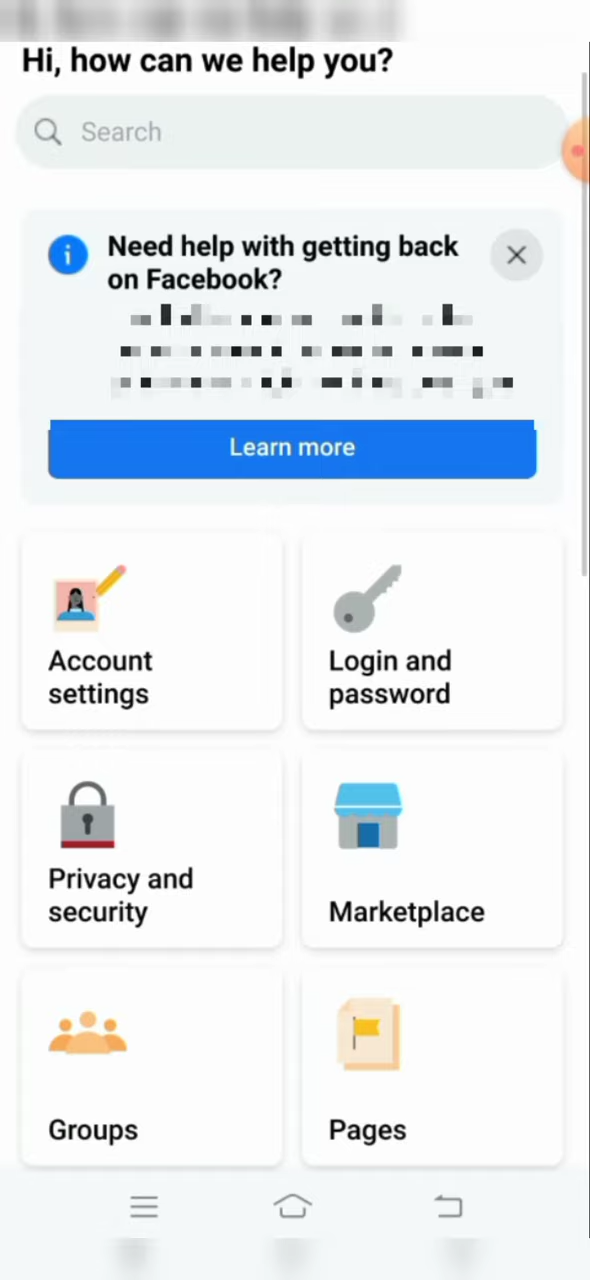 Hi, how can we help you?
Search
Need help with getting back
on Facebook?
Learn more
Account
settings
Login and
password
Privacy and
security
Marketplace
Groups
Pages